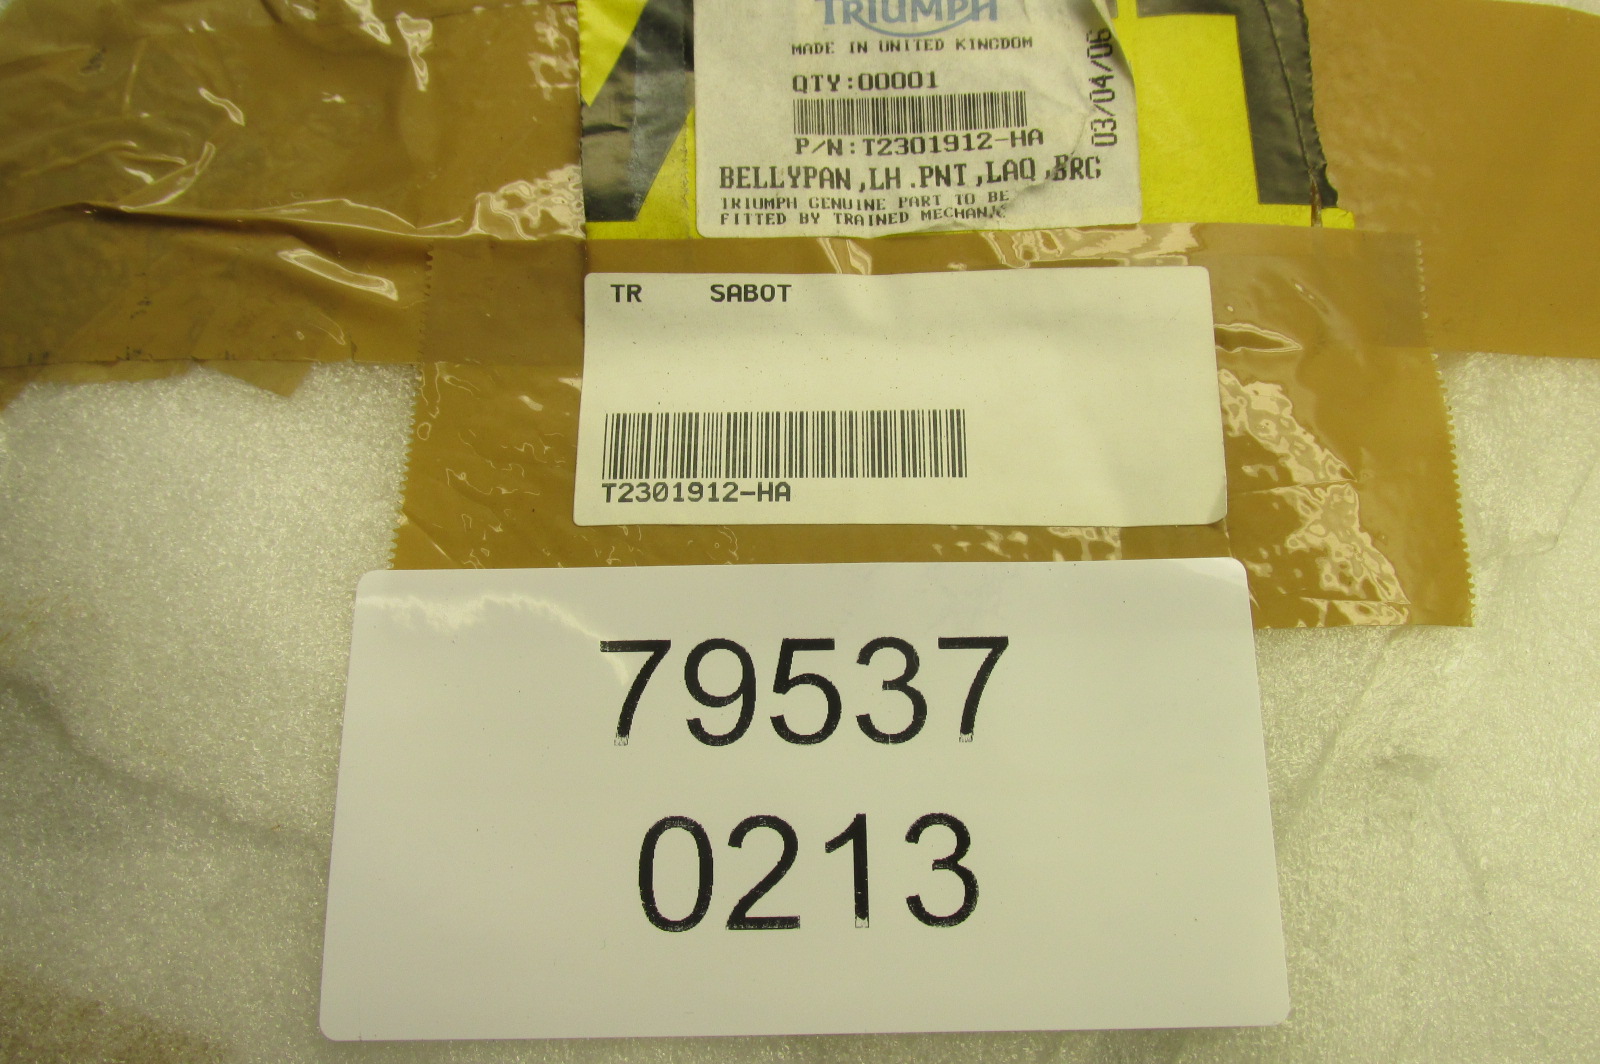 TRIUMPH
MADE IN UNITED KINGDOM
QTY:00001
P/N:T2301912-HA
BELLYPAN,LH.PNT,LAQ,BRG
TRIUMPH GENUINE PART TO BE
FITTED BY TRAINED MECHANIC
03/04/06
TR SABOT
T2301912-HA
79537
0213